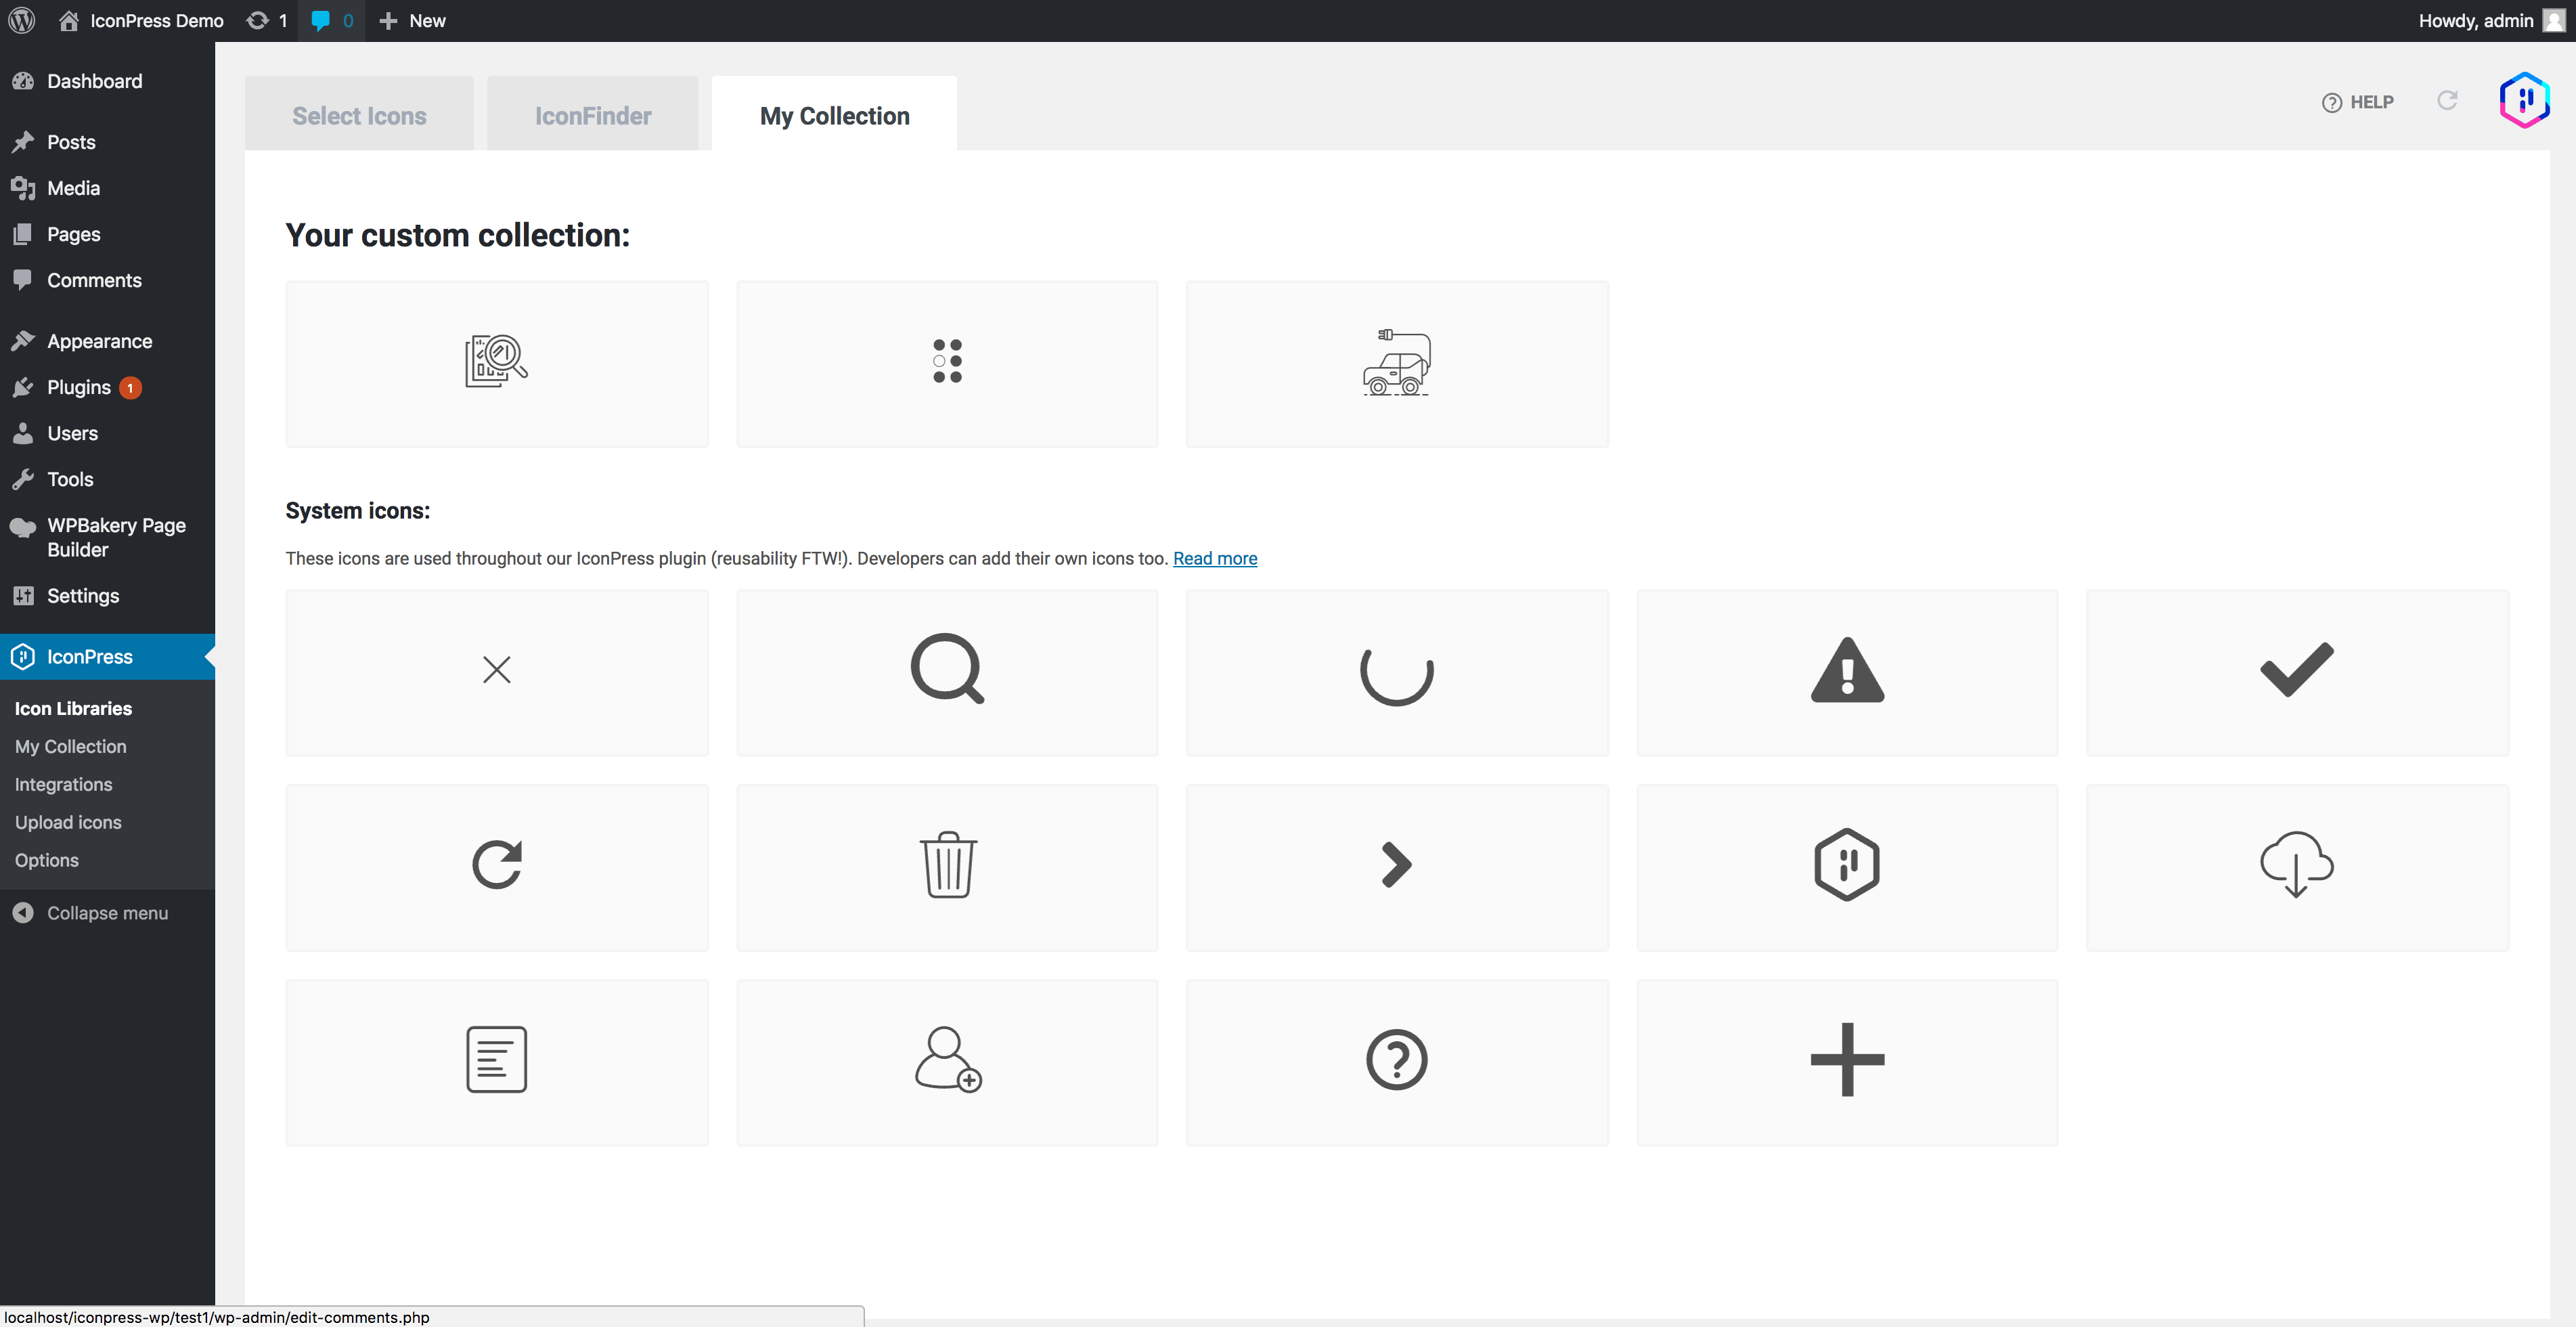 IconPress Demo 1 0 New
Howdy, admin
Dashboard
Posts
Media
Pages
Comments
Appearance
Plugins 1
Users
Tools
WPBakery Page
Builder
Settings
IconPress
Icon Libraries
My Collection
Integrations
Upload icons
Options
Collapse menu
Select Icons
IconFinder
My Collection
HELP
Your custom collection:
System icons:
These icons are used throughout our IconPress plugin (reusability FTW!). Developers can add their own icons too. Read more
localhost/iconpress-wp/test1/wp-admin/edit-comments.php